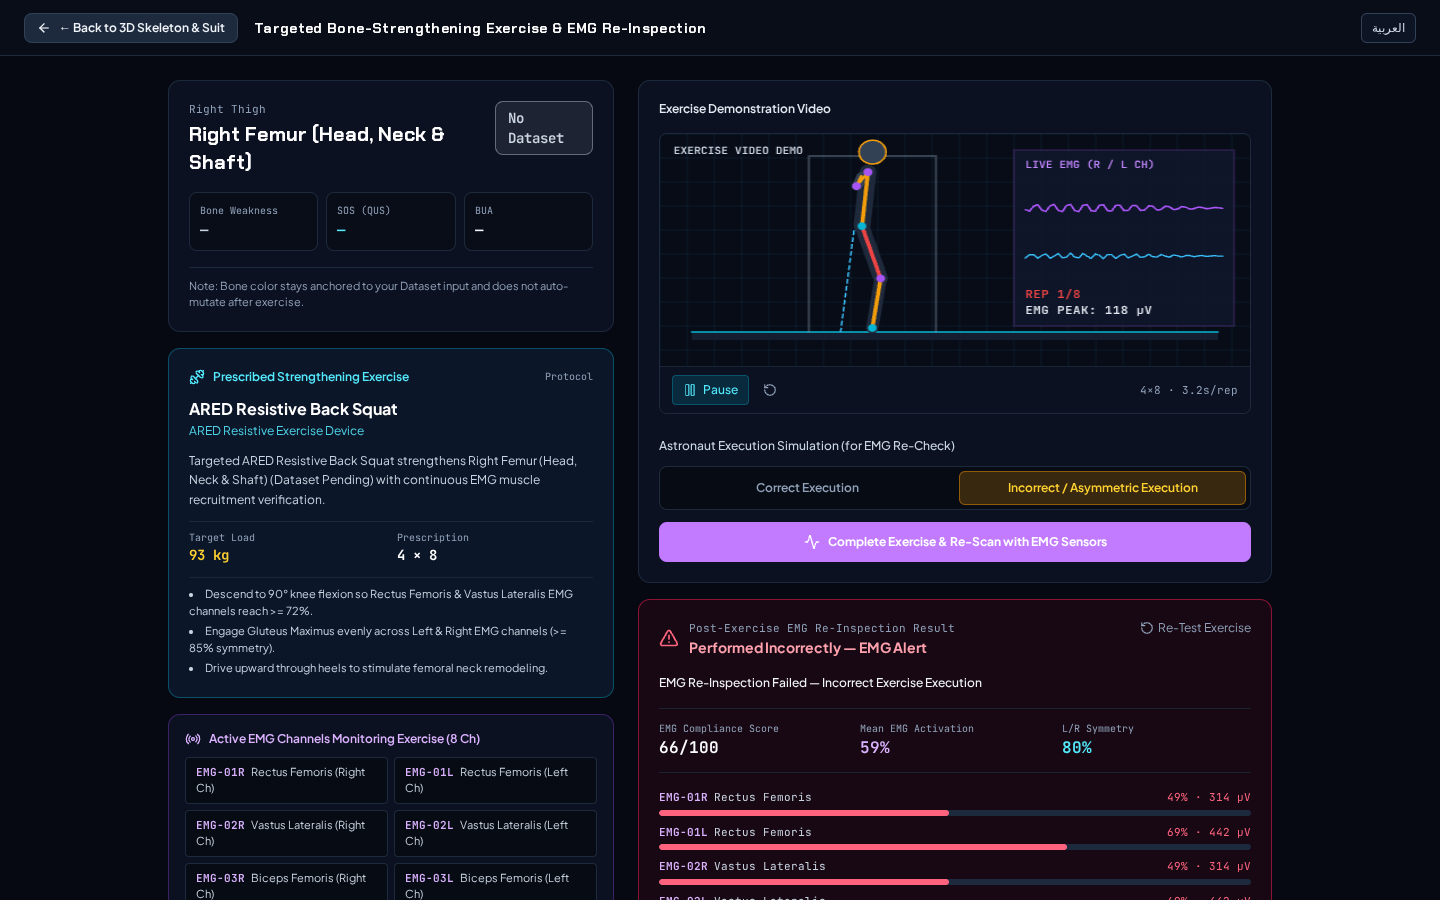 ← Back to 3D Skeleton & Suit
Targeted Bone-Strengthening Exercise & EMG Re-Inspection
العربية
Right Thigh
Right Femur (Head, Neck &
Shaft)
No
Dataset
Bone Weakness
—
SOS (QUS)
—
BUA
—
Note: Bone color stays anchored to your Dataset input and does not auto-
mutate after exercise.
Prescribed Strengthening Exercise
Protocol
ARED Resistive Back Squat
ARED Resistive Exercise Device
Targeted ARED Resistive Back Squat strengthens Right Femur (Head,
Neck & Shaft) (Dataset Pending) with continuous EMG muscle
recruitment verification.
Target Load
93 kg
Prescription
4 × 8
• Descend to 90° knee flexion so Rectus Femoris & Vastus Lateralis EMG
channels reach >= 72%.
• Engage Gluteus Maximus evenly across Left & Right EMG channels (>=
85% symmetry).
• Drive upward through heels to stimulate femoral neck remodeling.
Active EMG Channels Monitoring Exercise (8 Ch)
EMG-01R Rectus Femoris (Right
Ch)
EMG-01L Rectus Femoris (Left
Ch)
EMG-02R Vastus Lateralis (Right
Ch)
EMG-02L Vastus Lateralis (Left
Ch)
EMG-03R Biceps Femoris (Right
Ch)
EMG-03L Biceps Femoris (Left
Ch)
Exercise Demonstration Video
EXERCISE VIDEO DEMO
LIVE EMG (R / L CH)
REP 1/8
EMG PEAK: 118 µV
Pause
4×8 · 3.2s/rep
Astronaut Execution Simulation (for EMG Re-Check)
Correct Execution
Incorrect / Asymmetric Execution
Complete Exercise & Re-Scan with EMG Sensors
Post-Exercise EMG Re-Inspection Result
Performed Incorrectly — EMG Alert
Re-Test Exercise
EMG Re-Inspection Failed — Incorrect Exercise Execution
EMG Compliance Score
66/100
Mean EMG Activation
59%
L/R Symmetry
80%
EMG-01R Rectus Femoris
49% · 314 µV
EMG-01L Rectus Femoris
69% · 442 µV
EMG-02R Vastus Lateralis
49% · 314 µV